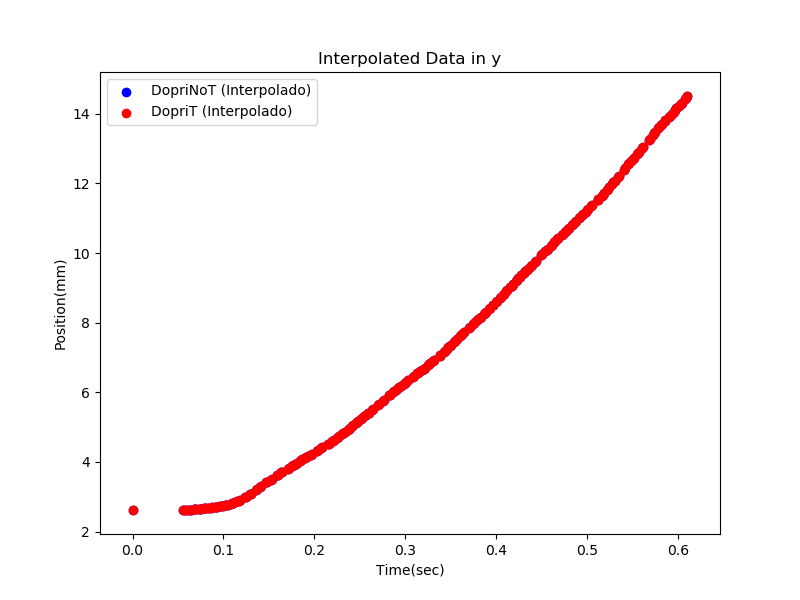 Interpolated Data in y
DopriNoT (Interpolado)
DopriT (Interpolado)
14
12
10
8
6
4
2
Position(mm)
0.0 0.1 0.2 0.3 0.4 0.5 0.6
Time(sec)